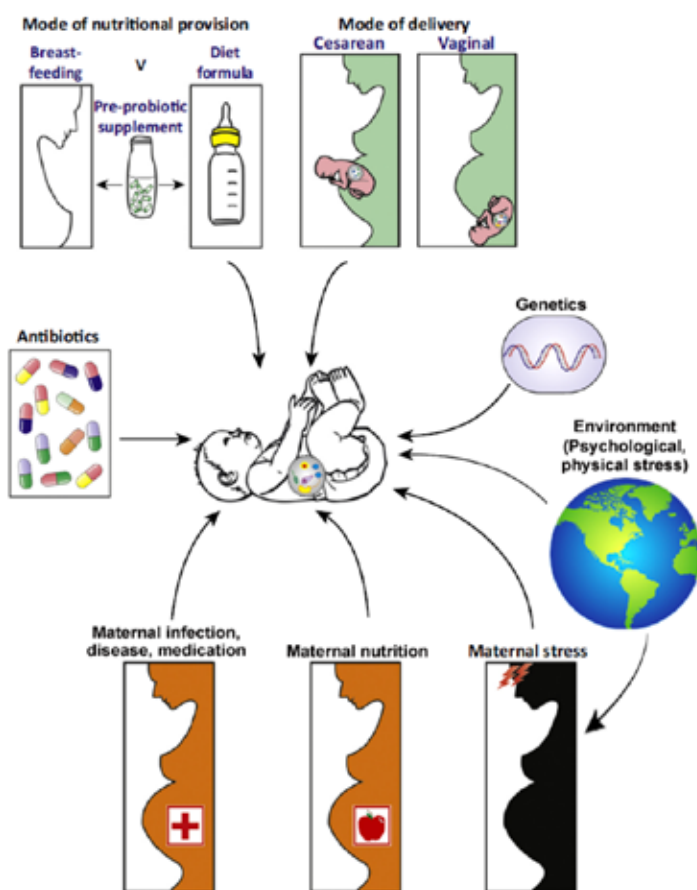 Mode of nutritional provision
Breast-
feeding
V
Diet
formula
Pre-probiotic
supplement
Mode of delivery
Cesarean
Vaginal
Genetics
Antibiotics
Environment
(Psychological,
physical stress)
Maternal infection,
disease, medication
Maternal nutrition
Maternal stress